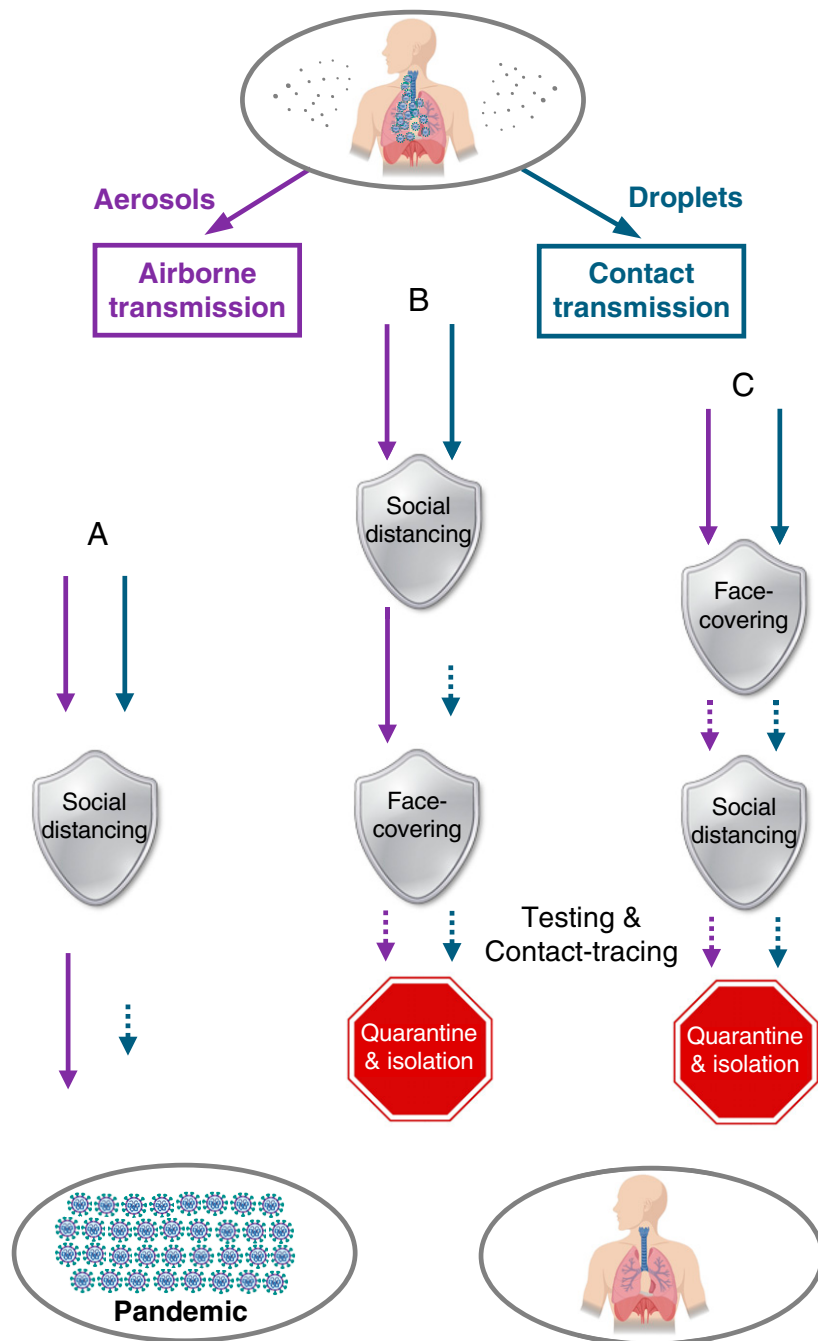 Aerosols
Droplets
Airborne
transmission
Contact
transmission
B
C
A
Social
distancing
Face-
covering
Social
distancing
Face-
covering
Social
distancing
Testing &
Contact-tracing
Quarantine
& isolation
Quarantine
& isolation
Pandemic